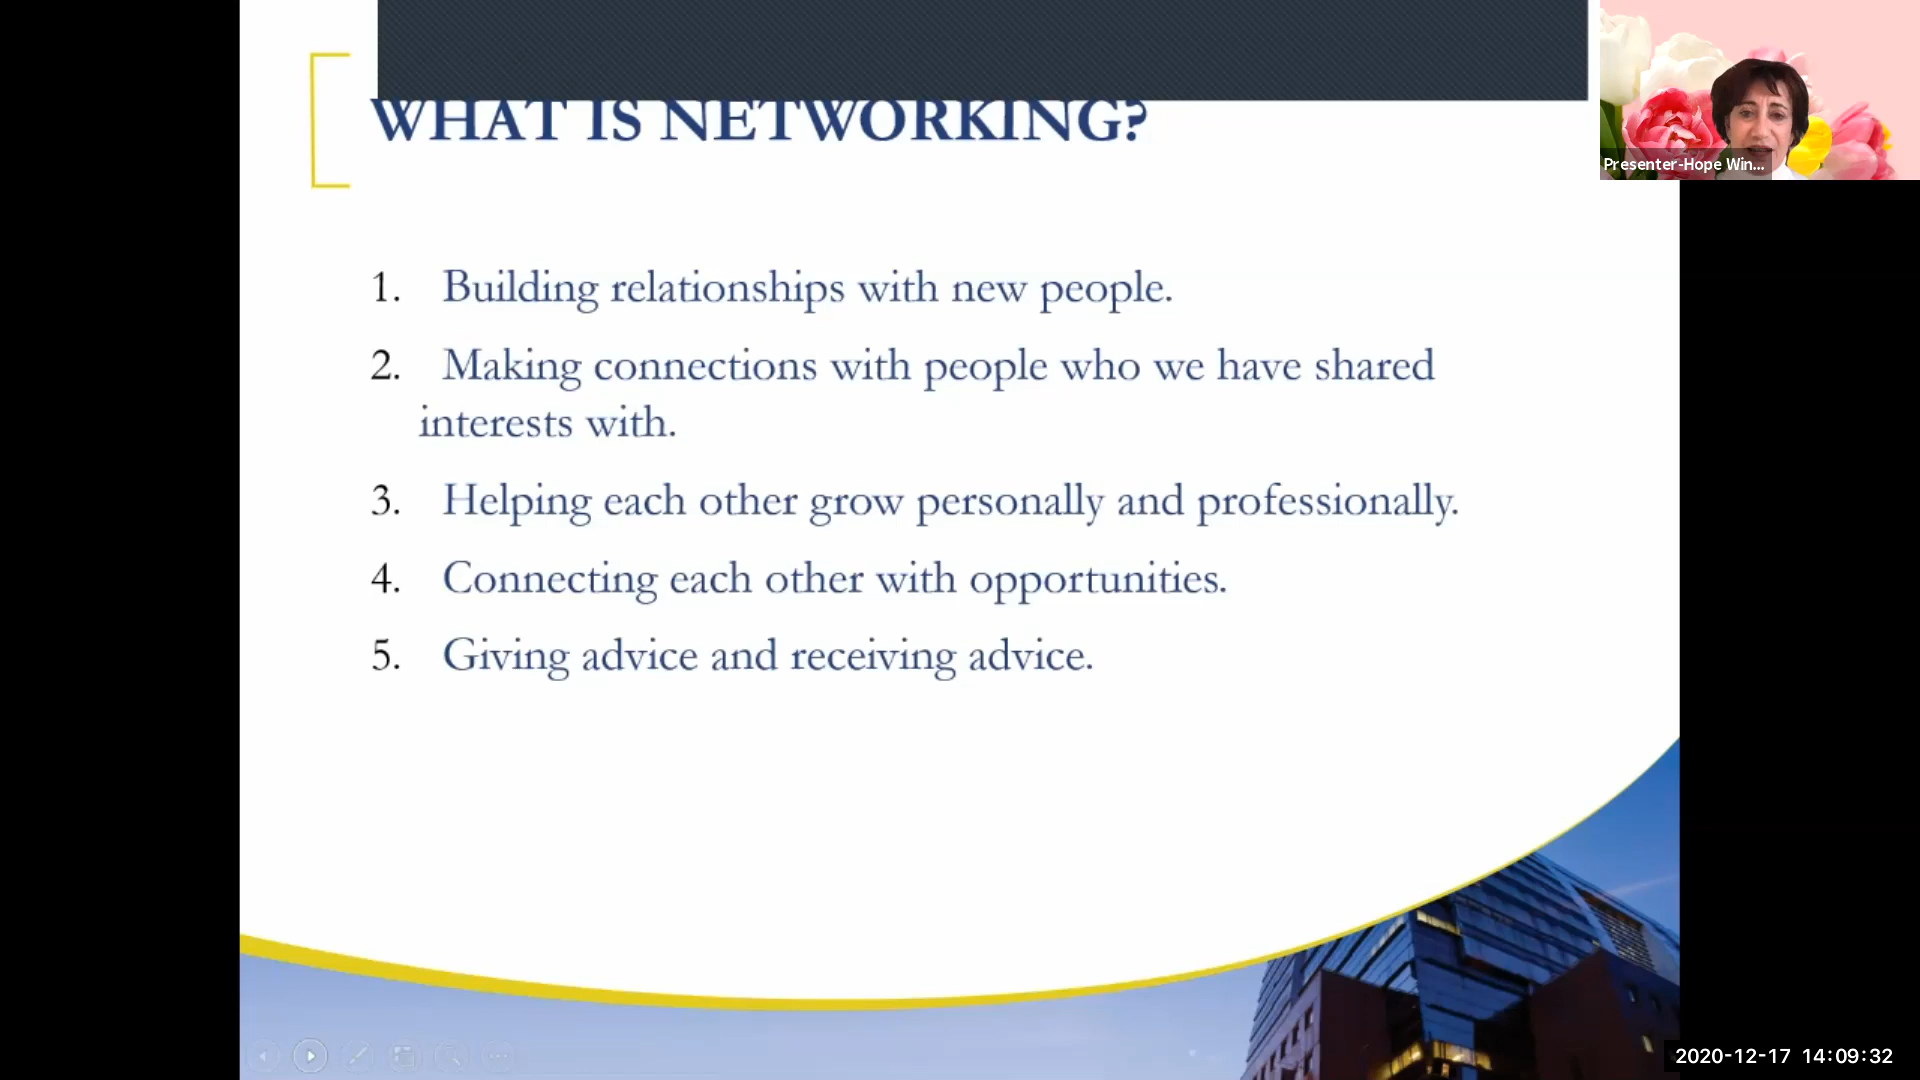 WHAT IS NETWORKING?
Presenter-Hope Win...
1. Building relationships with new people.
2. Making connections with people who we have shared
interests with.
3. Helping each other grow personally and professionally.
4. Connecting each other with opportunities.
5. Giving advice and receiving advice.
2020-12-17 14:09:32